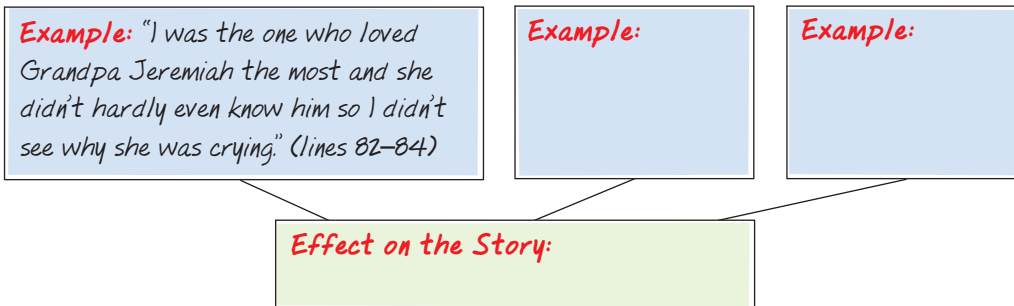 Example: “I was the one who loved
Grandpa Jeremiah the most and she
didn’t hardly even know him so I didn’t
see why she was crying.” (lines 82–84)
Example:
Example:
Effect on the Story: